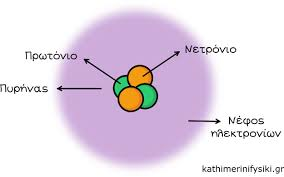 Πρωτόνιο
Νετρόνιο
Πυρήνας
Νέφος
ηλεκτρονίων
kathimerinifysiki.gr